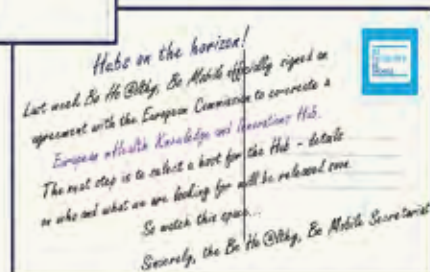 Hubs on the horizon!
Last week Be He@lthy, Be Mobile officially signed an
agreement with the European Commission to co-create a
European mHealth Knowledge and Innovations Hub.
The next step is to select a host for the Hub - details
on who and what we are looking for will be released soon.
So watch this space...
Sincerely, the Be He@lthy, Be Mobile Secretariat